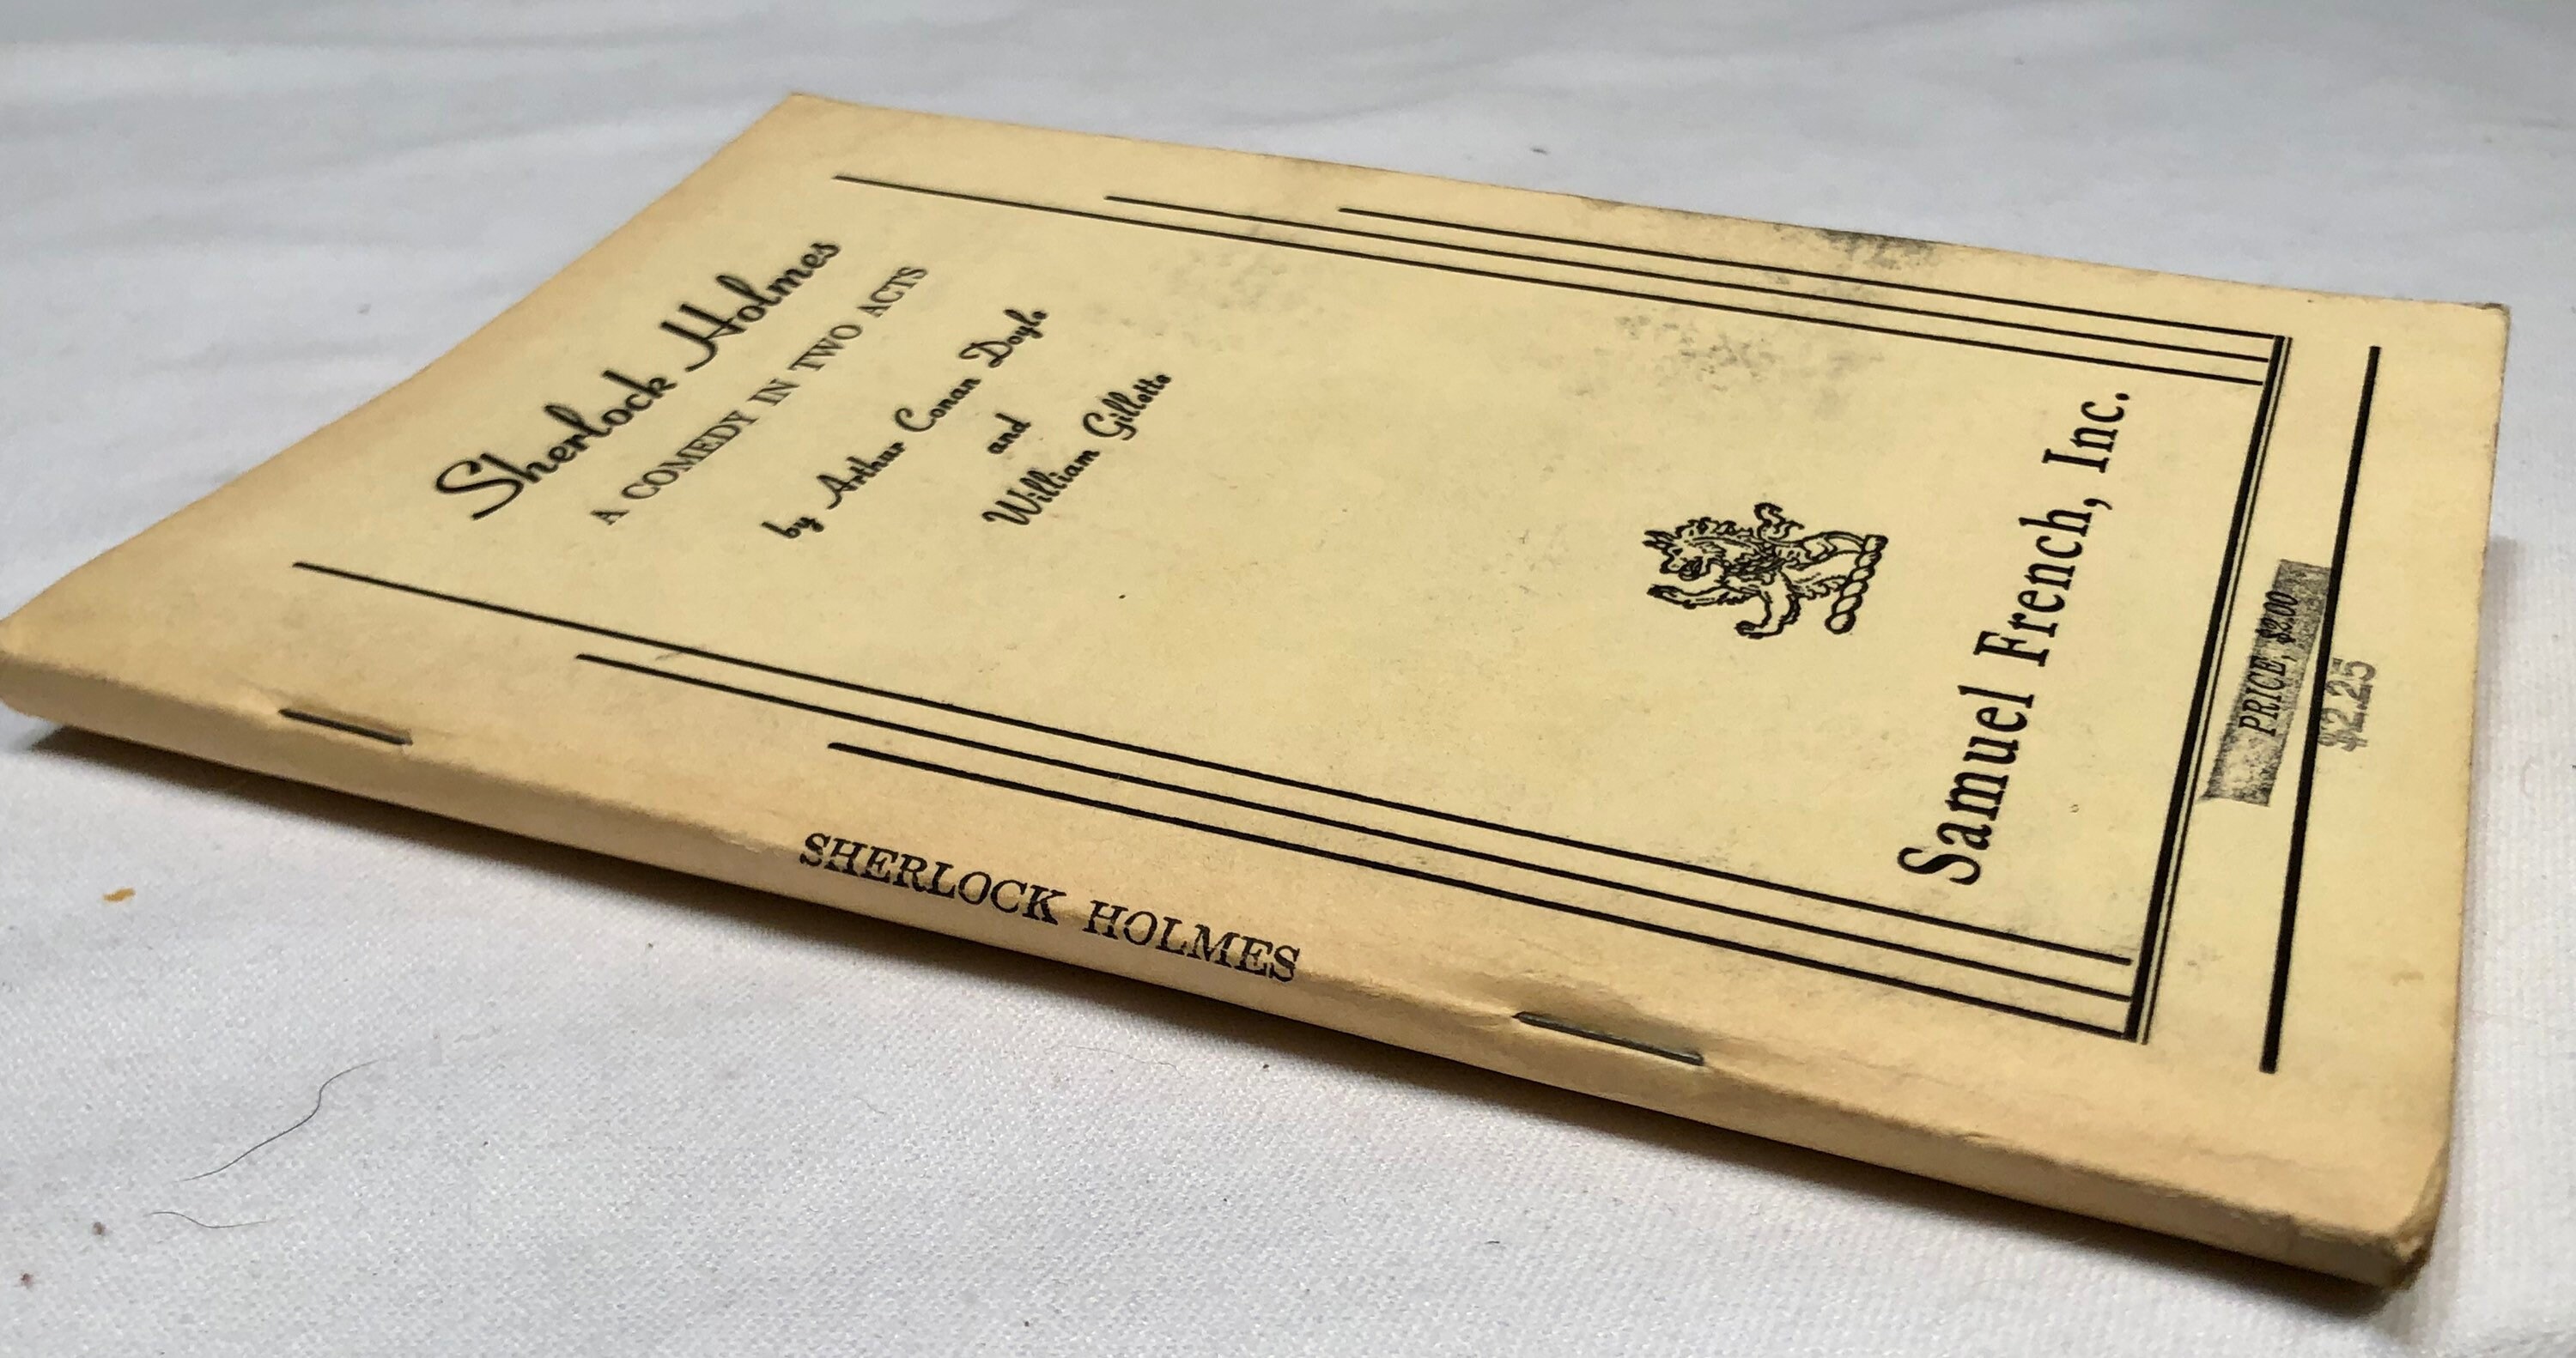 Sherlock Holmes
A COMEDY IN TWO ACTS
by Arthur Conan Doyle
and
William Gillette
Samuel French, Inc.
PRICE, $2.00
$2.25
SHERLOCK HOLMES